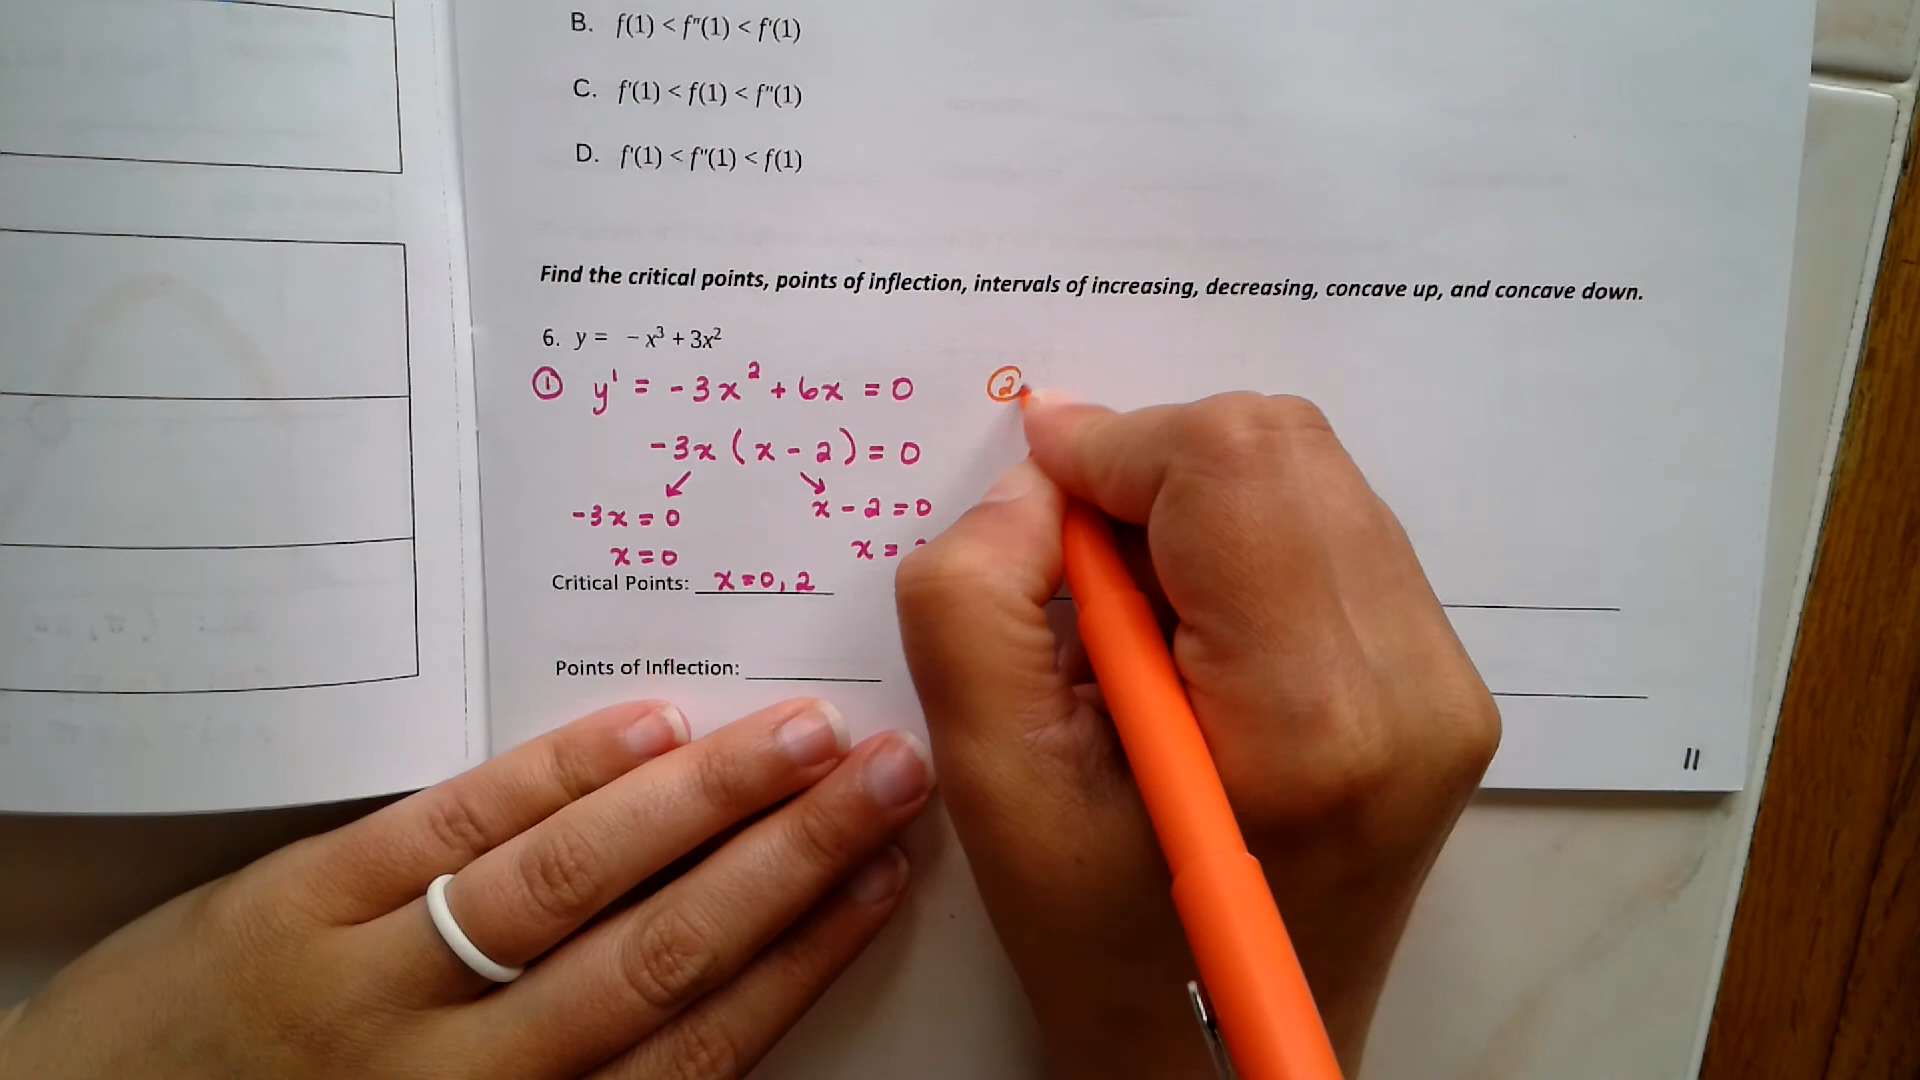 B. f(1) < f"(1) < f'(1)
C. f'(1) < f(1) < f"(1)
D. f'(1) < f"(1) < f(1)
Find the critical points, points of inflection, intervals of increasing, decreasing, concave up, and concave down.
6. y = − x³ + 3x²
① y' = -3x² + 6x = 0
②
-3x (x - 2) = 0
↙ ↘
-3x = 0 x - 2 = 0
x = 0 x =
Critical Points: x = 0, 2
Points of Inflection:
11